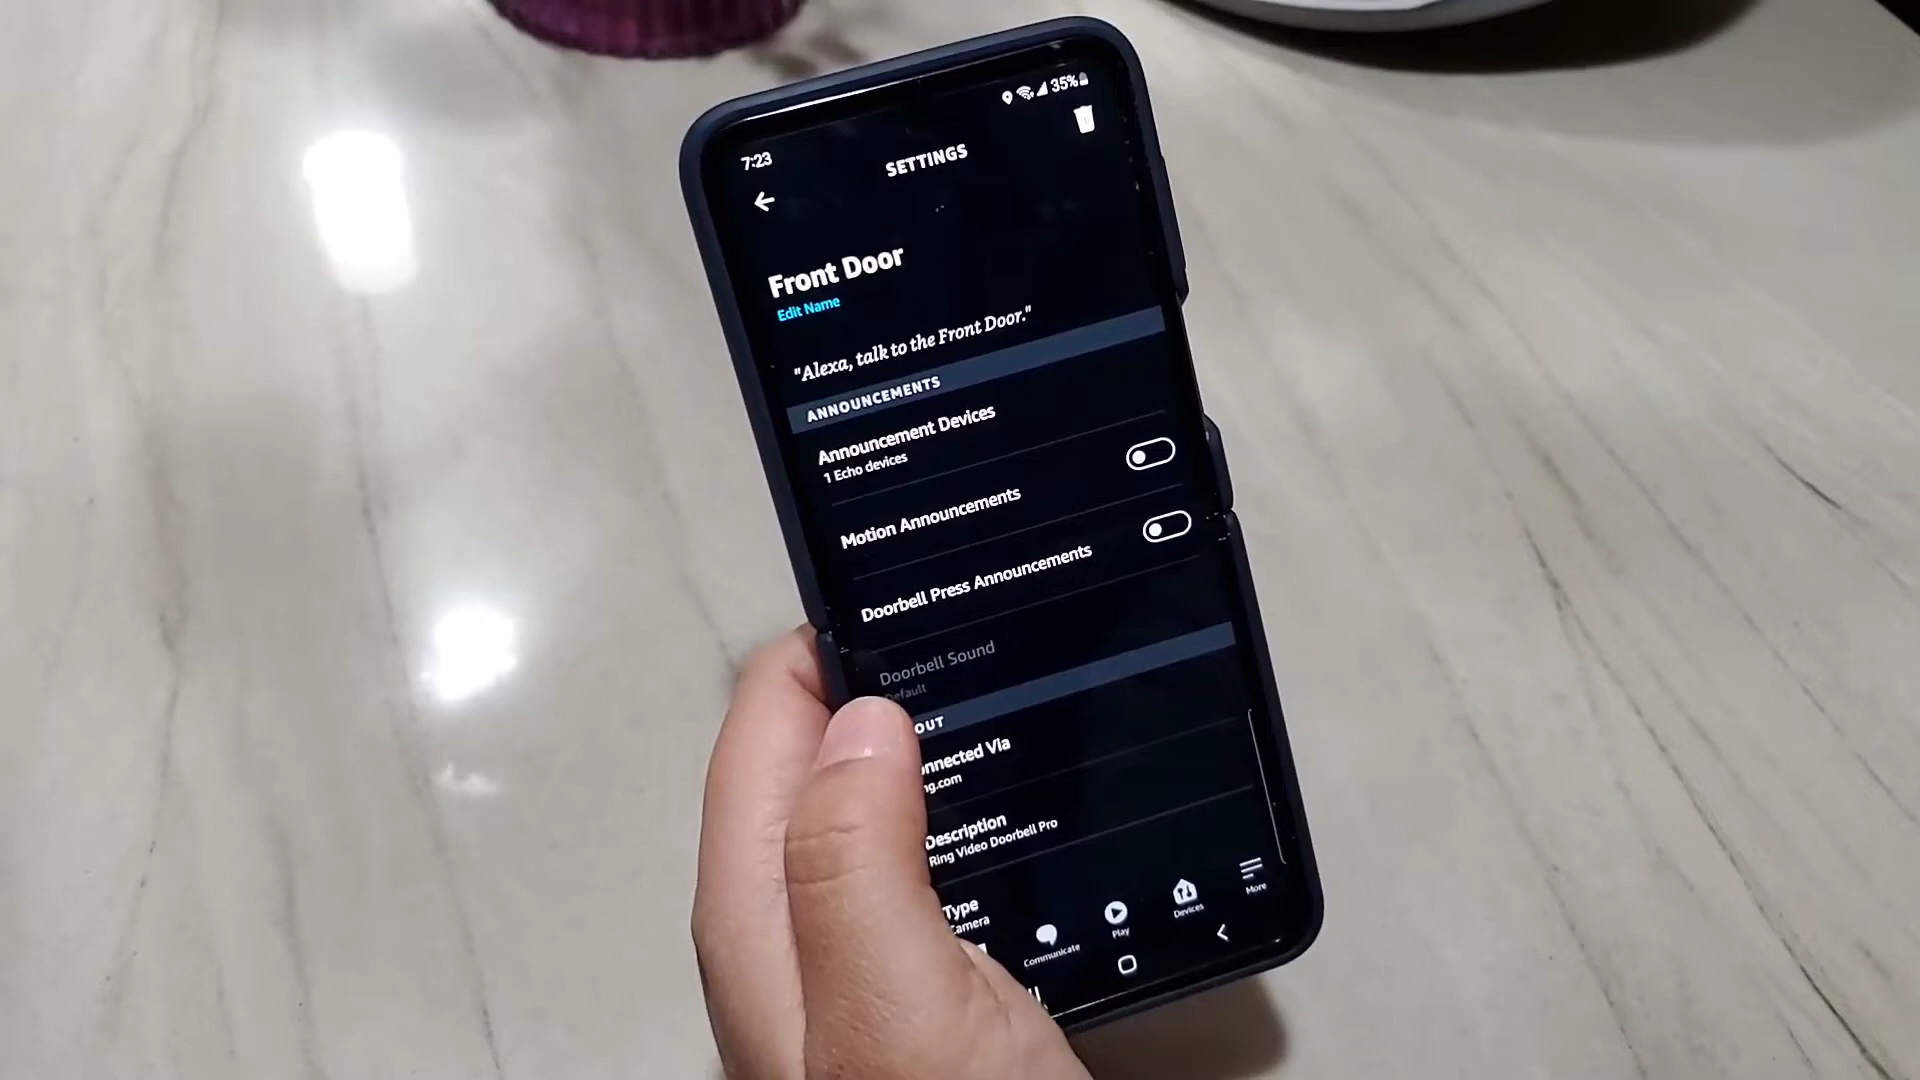 7:23
35%
SETTINGS
Front Door
Edit Name
"Alexa, talk to the Front Door."
ANNOUNCEMENTS
Announcement Devices
1 Echo devices
Motion Announcements
Doorbell Press Announcements
Doorbell Sound
Default
OUT
nnected Via
ng.com
Description
Ring Video Doorbell Pro
Type
Camera
Communicate
Play
Devices
More